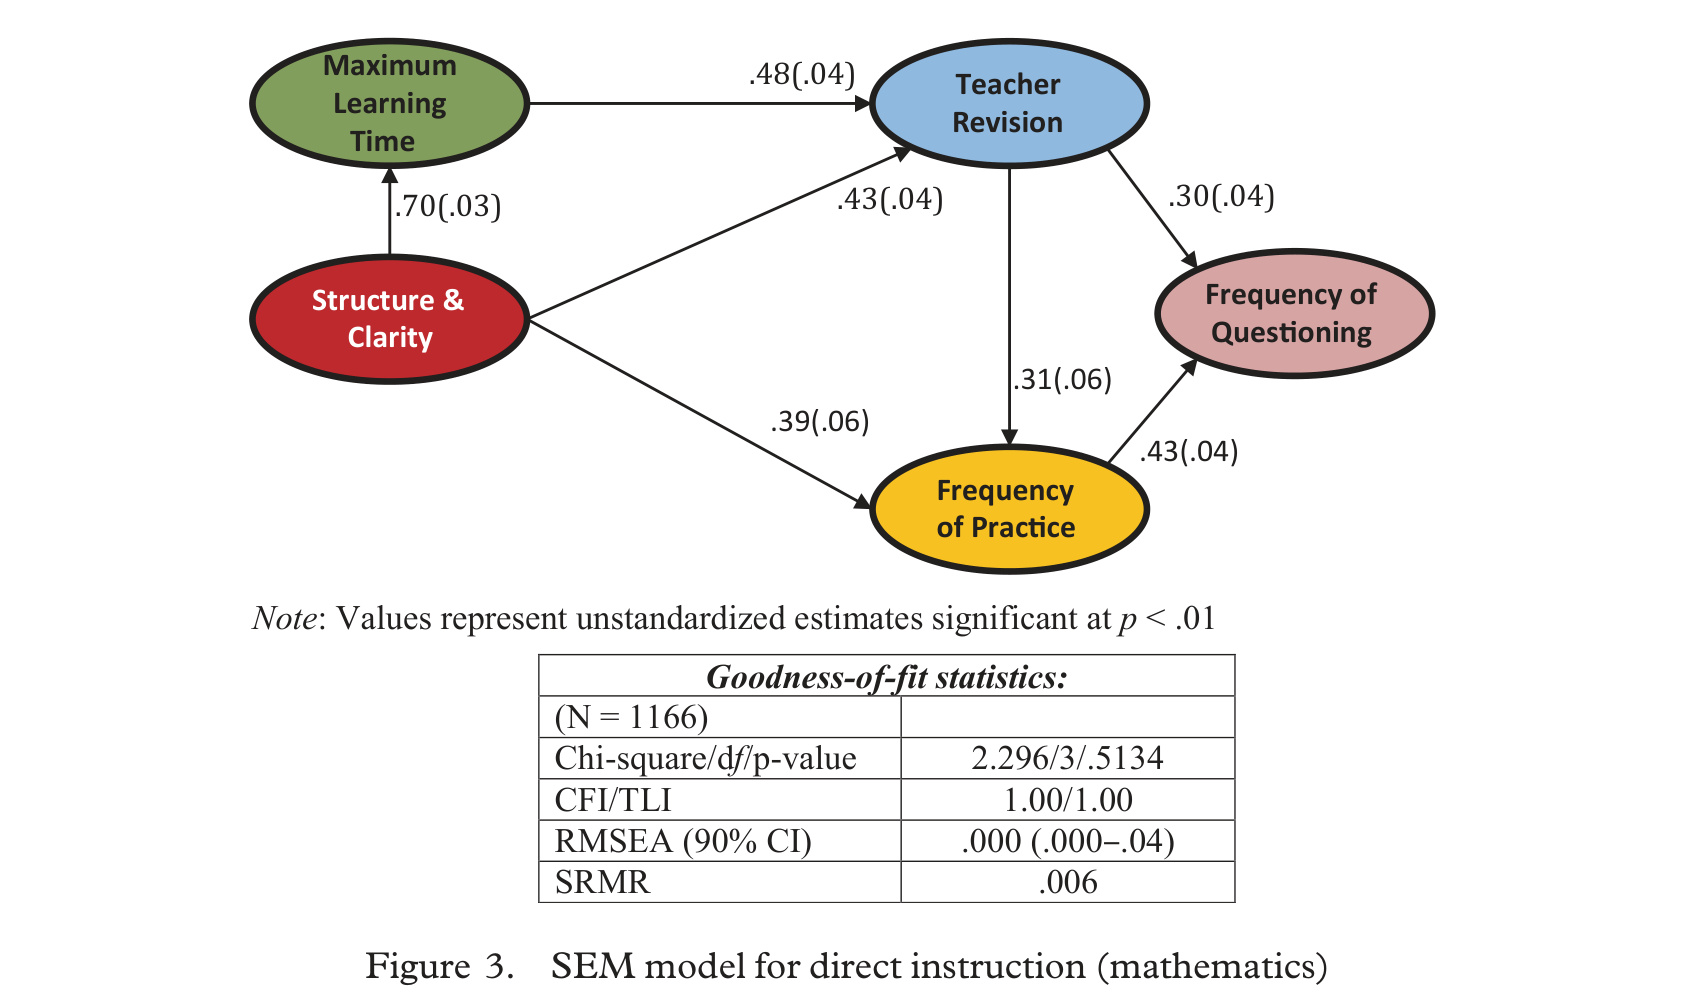 Maximum
Learning
Time
.48(.04)
Teacher
Revision
.70(.03)
.43(.04)
.30(.04)
Structure &
Clarity
Frequency of
Questioning
.31(.06)
.39(.06)
.43(.04)
Frequency
of Practice
Note: Values represent unstandardized estimates significant at p < .01
Goodness-of-fit statistics:
(N = 1166)
Chi-square/df/p-value 2.296/3/.5134
CFI/TLI 1.00/1.00
RMSEA (90% CI) .000 (.000–.04)
SRMR .006
Figure 3. SEM model for direct instruction (mathematics)